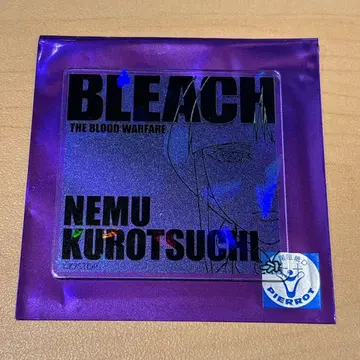 BLEACH
THE BLOOD WARFARE
NEMU
KUROTSUCHI
PIERROT